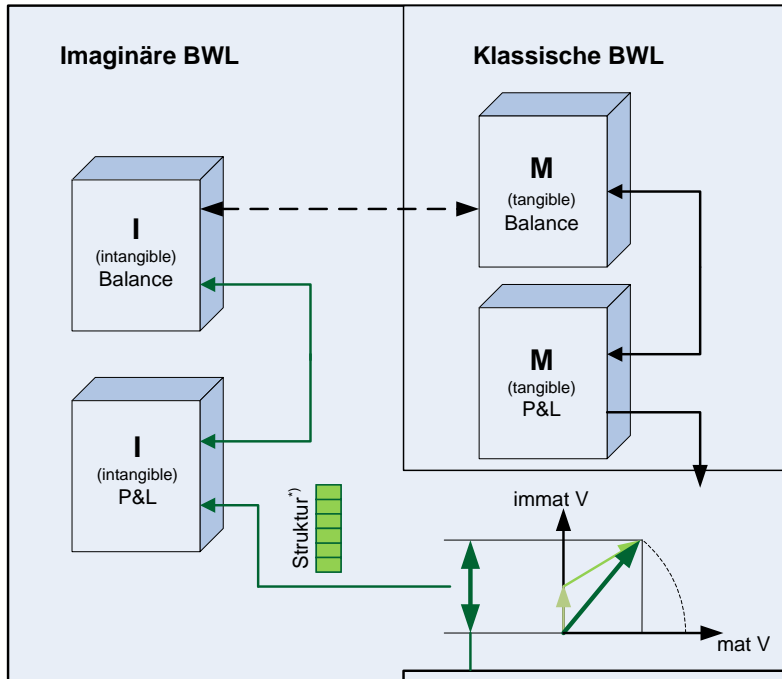 Imaginäre BWL
Klassische BWL
M
(tangible)
Balance
I
(intangible)
Balance
M
(tangible)
P&L
I
(intangible)
P&L
Struktur*)
immat V
mat V